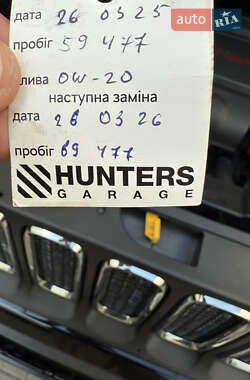 AUTO RIA
дата 26 03 25
пробіг 59 477
лива 0W-20
наступна заміна
дата 26 03 26
пробіг 69 477
HUNTERS
GARAGE